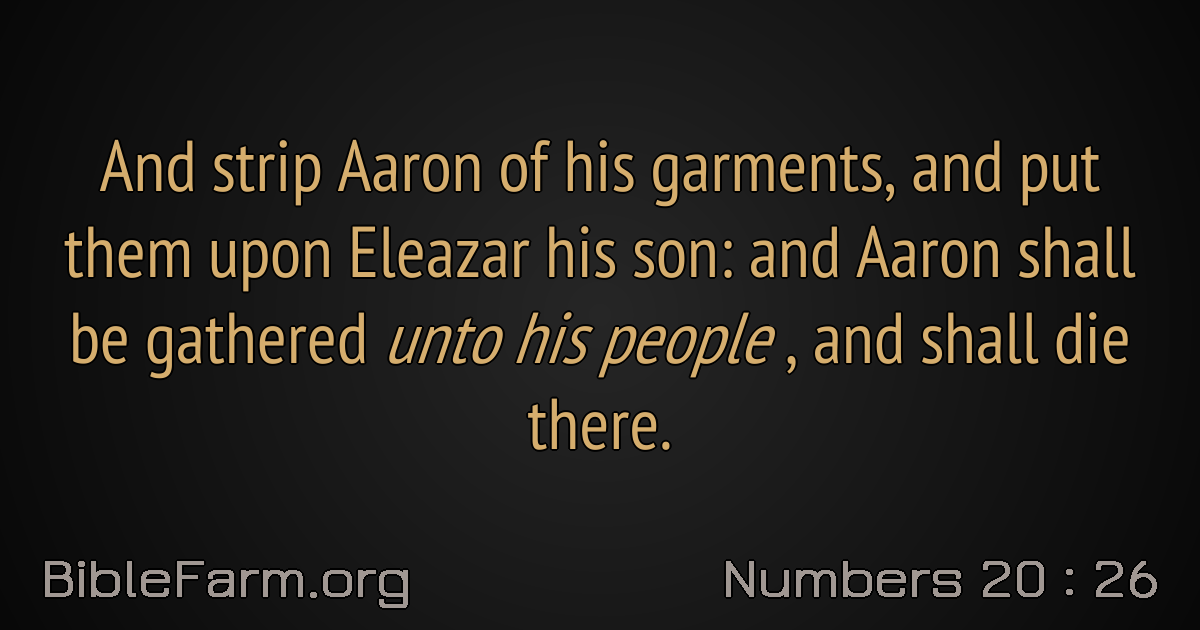 And strip Aaron of his garments, and put
them upon Eleazar his son: and Aaron shall
be gathered unto his people , and shall die
there.
BibleFarm.org
Numbers 20 : 26